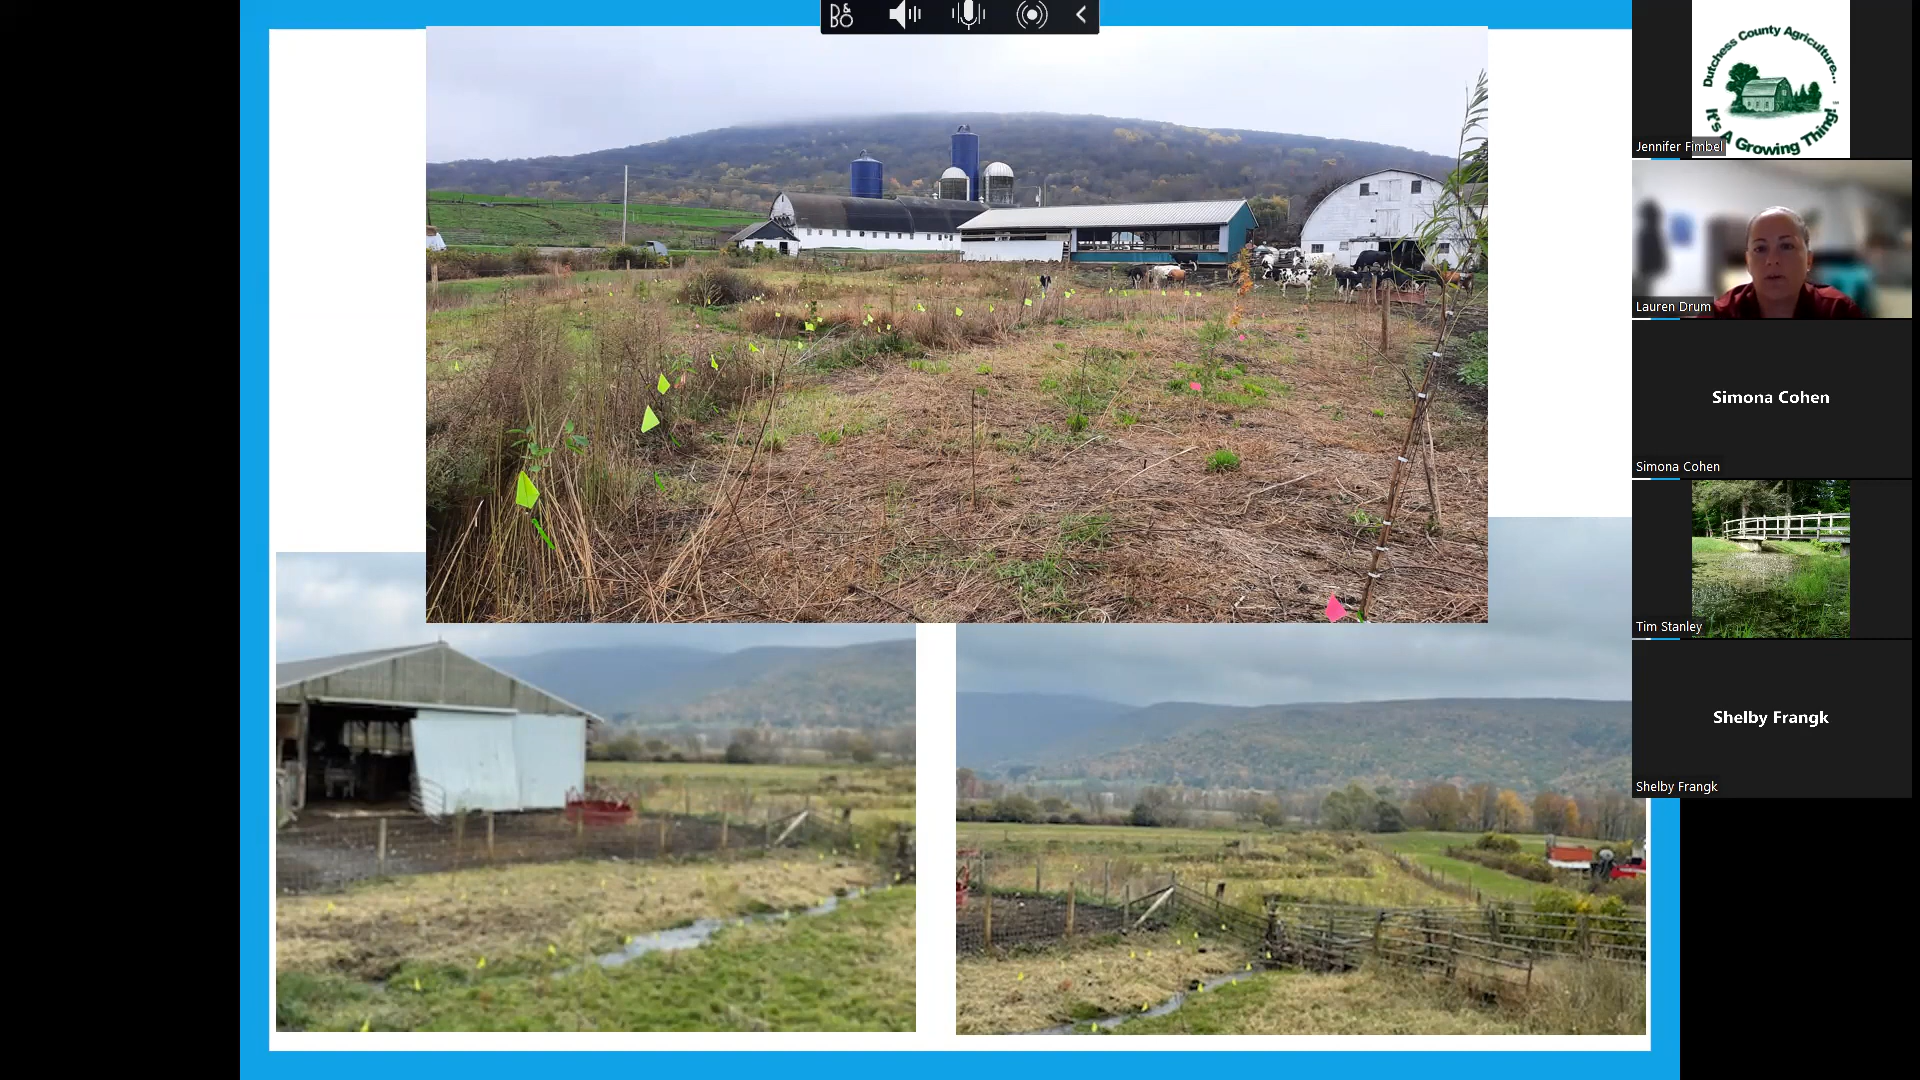 B&O
Dutchess County Agriculture...
It's A Growing Thing!
Jennifer Fimbel
Lauren Drum
Simona Cohen
Simona Cohen
Tim Stanley
Shelby Frangk
Shelby Frangk